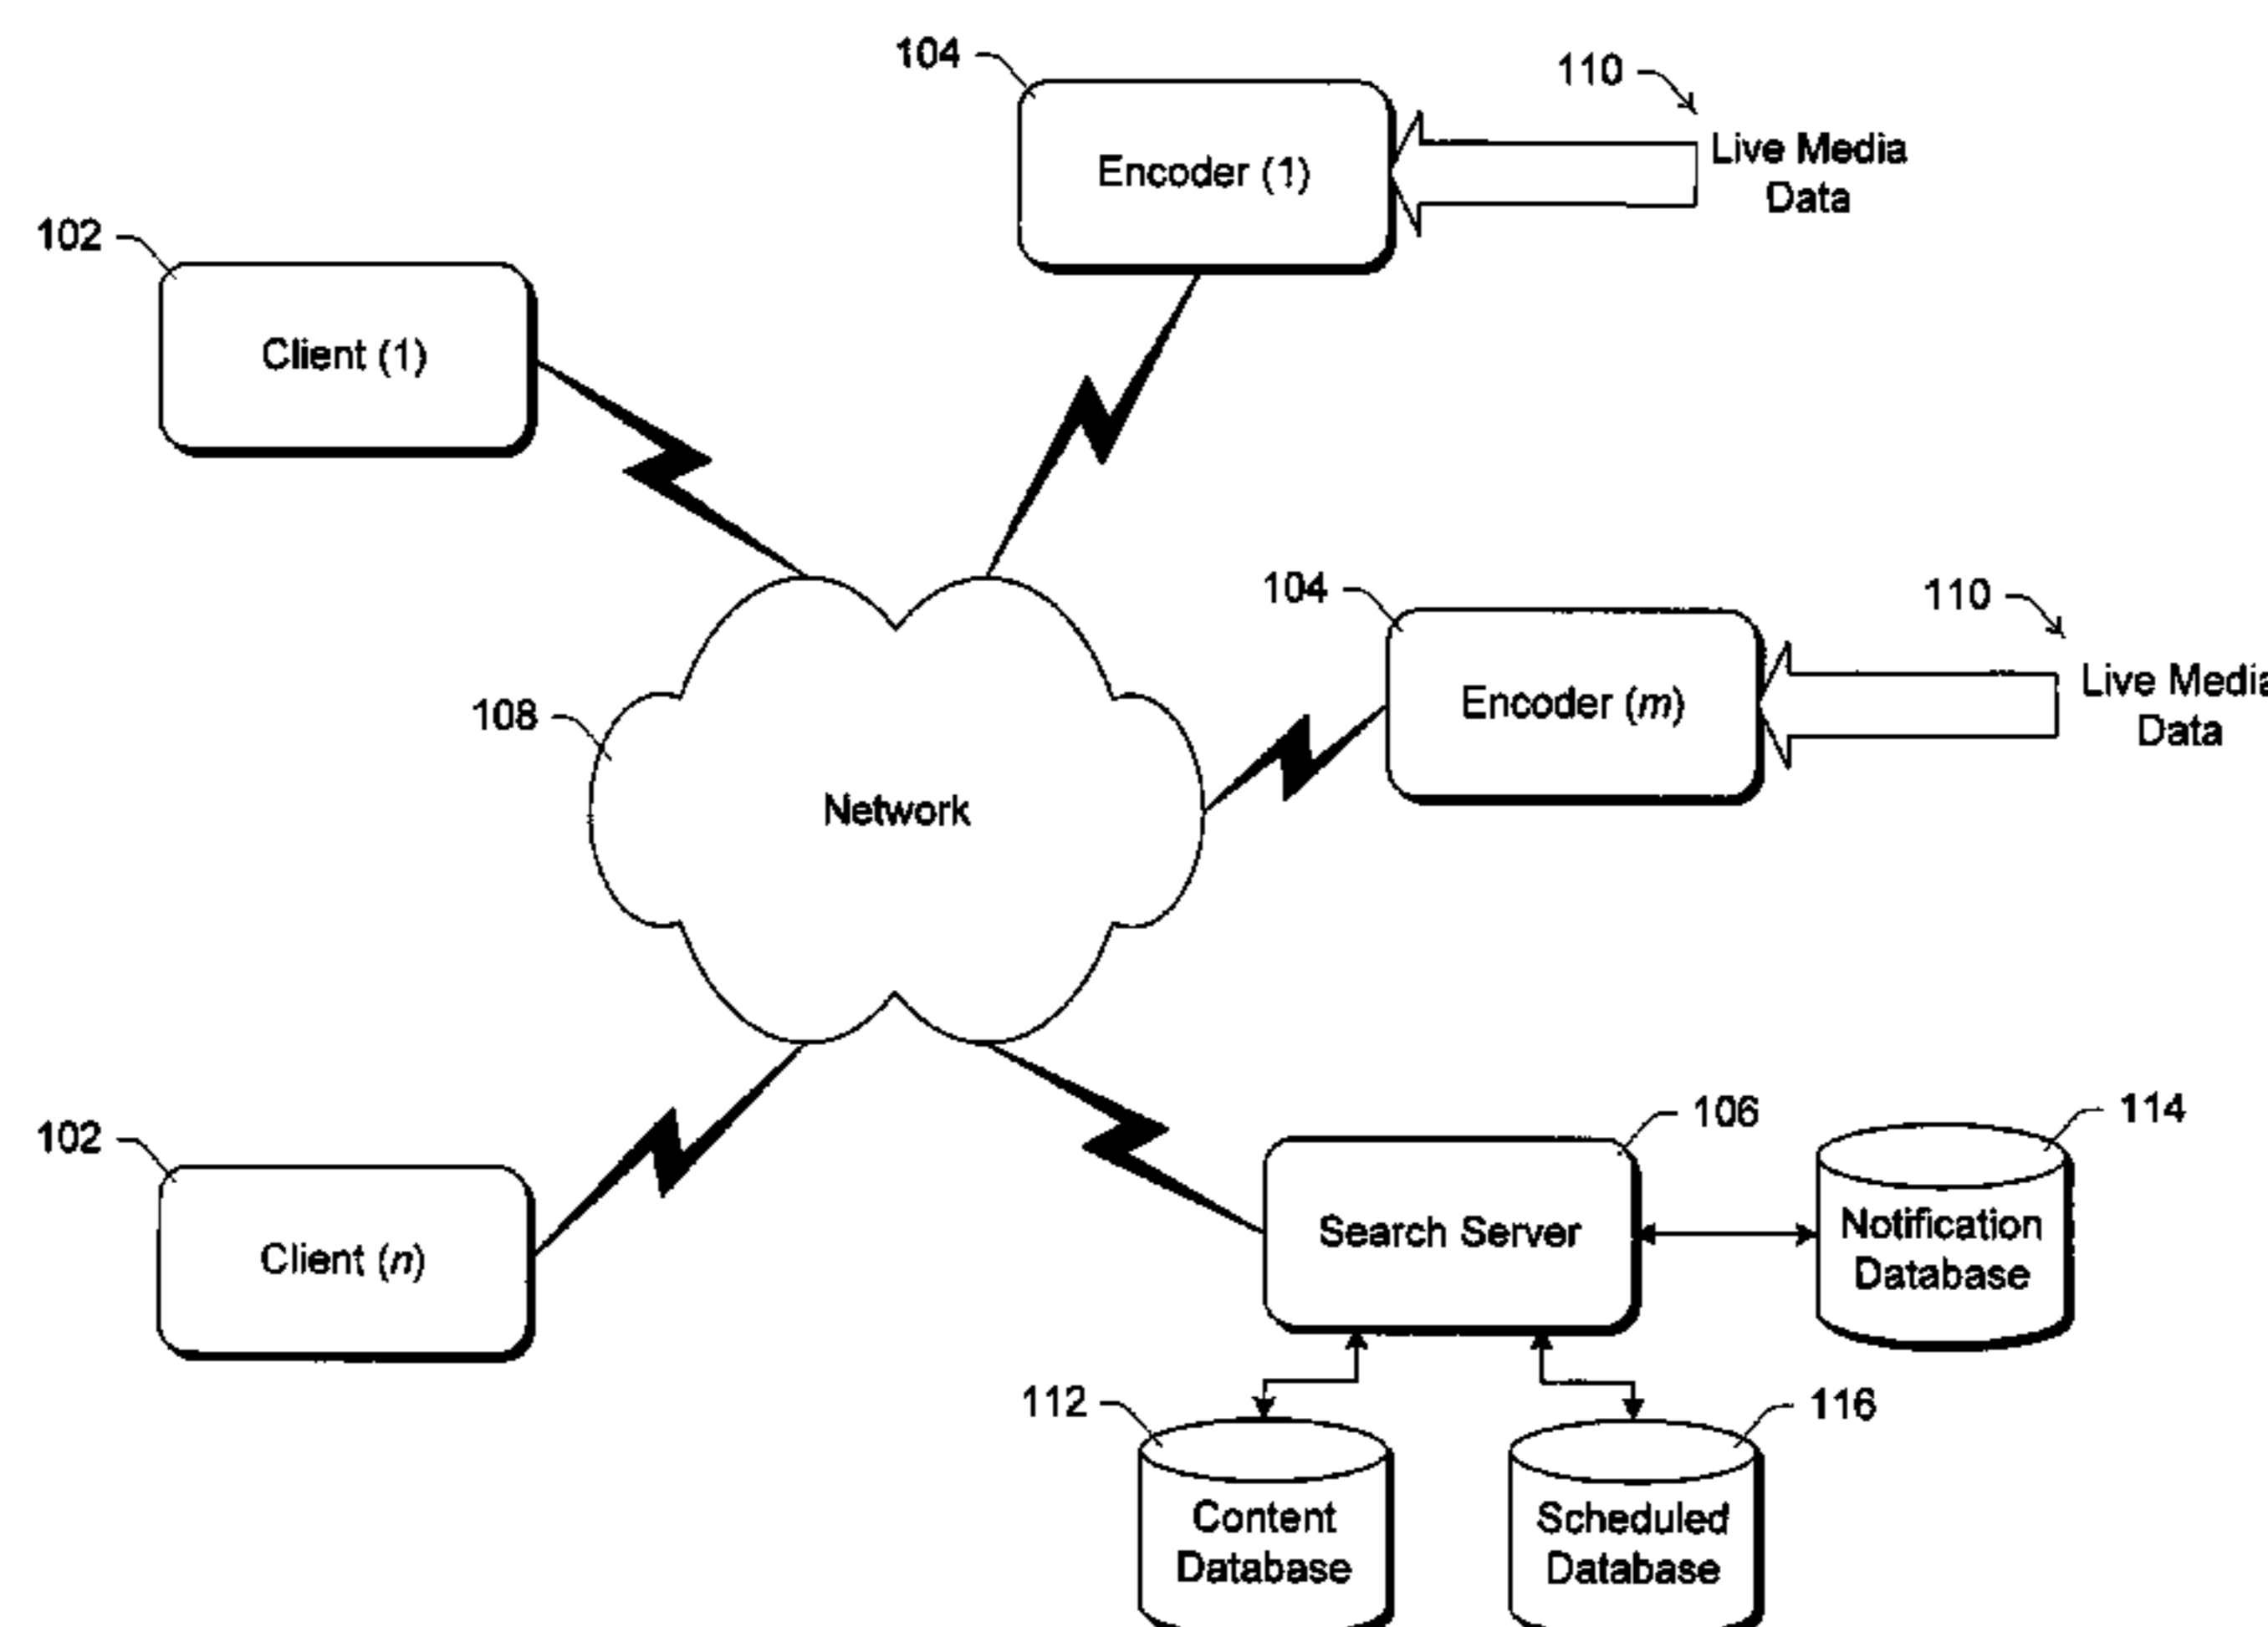 104
110
Encoder (1)
Live Media
Data
102
Client (1)
104
110
Encoder (m)
Live Media
Data
108
Network
102
Client (n)
106
114
Search Server
Notification
Database
112
116
Content
Database
Scheduled
Database